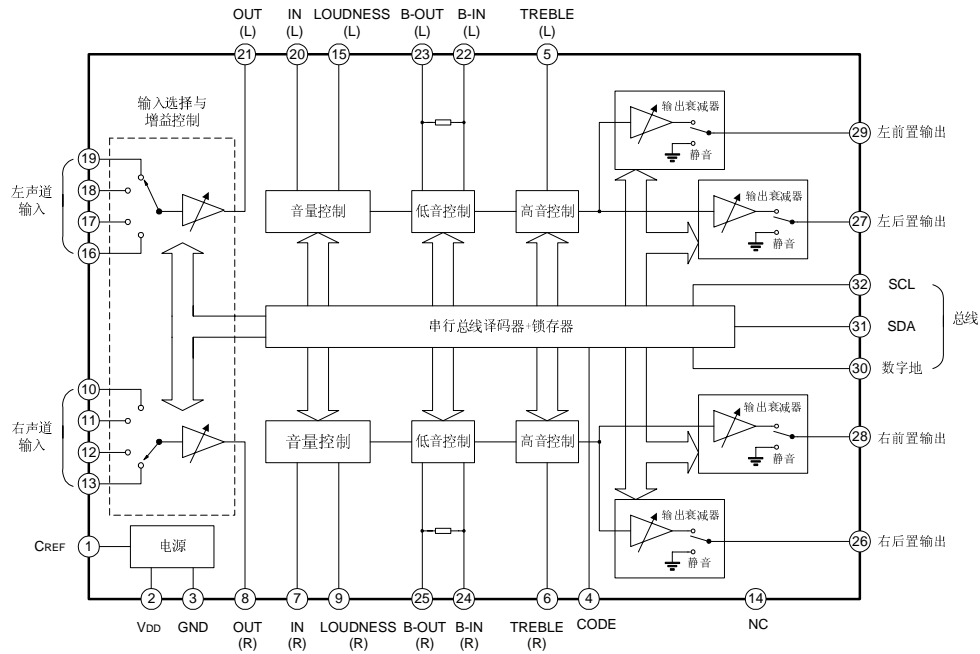 OUT IN LOUDNESS B-OUT B-IN TREBLE
(L) (L) (L) (L) (L) (L)
21 20 15 23 22 5
输入选择与
增益控制
输出衰减器
静音
29 左前置输出
19
18
17
16
左声道
输入
音量控制 低音控制 高音控制
输出衰减器
静音
27 左后置输出
串行总线译码器+锁存器
32 SCL
31 SDA
30 数字地
总线
10
11
12
13
右声道
输入
音量控制 低音控制 高音控制
输出衰减器
静音
28 右前置输出
输出衰减器
静音
26 右后置输出
CREF 1 电源
2 3 8 7 9 25 24 6 4 14
VDD GND OUT IN LOUDNESS B-OUT B-IN TREBLE CODE NC
(R) (R) (R) (R) (R) (R)